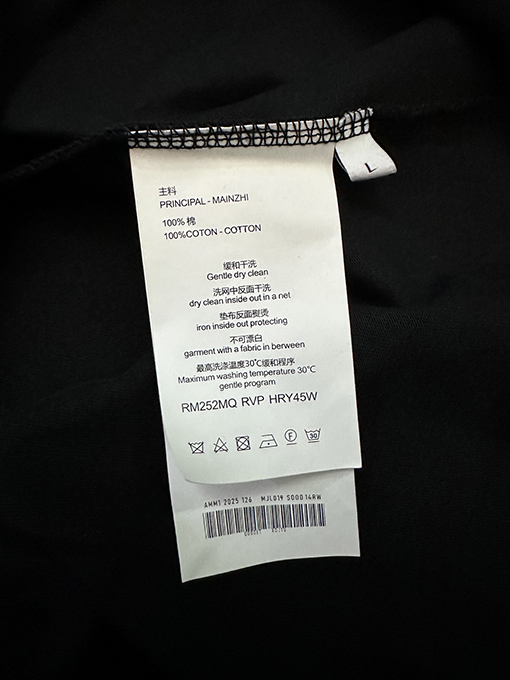 L
主料
PRINCIPAL - MAINZHI
100% 棉
100%COTON - COTTON
缓和干洗
Gentle dry clean
洗网中反面干洗
dry clean inside out in a net
垫布反面熨烫
iron inside out protecting
不可漂白
garment with a fabric in berween
最高洗涤温度30℃缓和程序
Maximum washing temperature 30℃
gentle program
RM252MQ RVP HRY45W
F 30
AMM1 2025 126 MJL019 S000 14RW